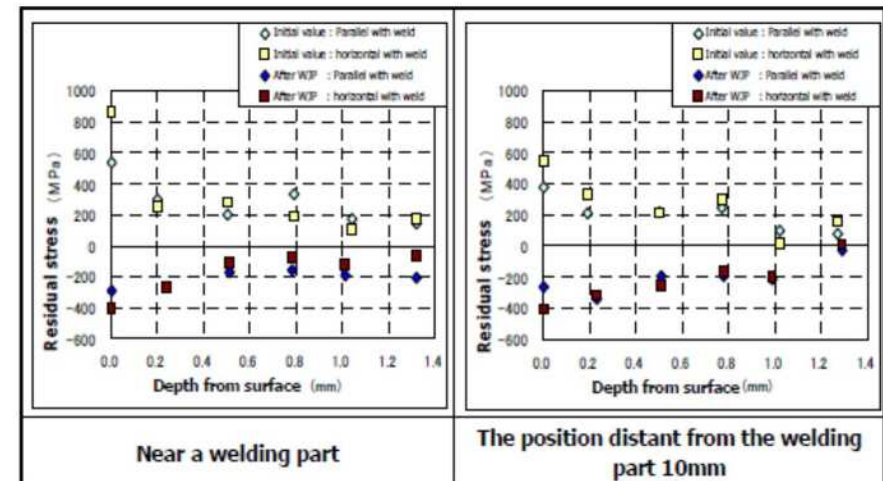 Initial value : Parallel with weld
Initial value : horizontal with weld
After WJP : Parallel with weld
After WJP : horizontal with weld
1000
800
600
400
200
0
-200
-400
-600
Residual stress (MPa)
0.0 0.2 0.4 0.6 0.8 1.0 1.2 1.4
Depth from surface (mm)
Near a welding part
Initial value : Parallel with weld
Initial value : horizontal with weld
After WJP : Parallel with weld
After WJP : horizontal with weld
1000
800
600
400
200
0
-200
-400
-600
Residual stress (MPa)
0.0 0.2 0.4 0.6 0.8 1.0 1.2 1.4
Depth from surface (mm)
The position distant from the welding
part 10mm